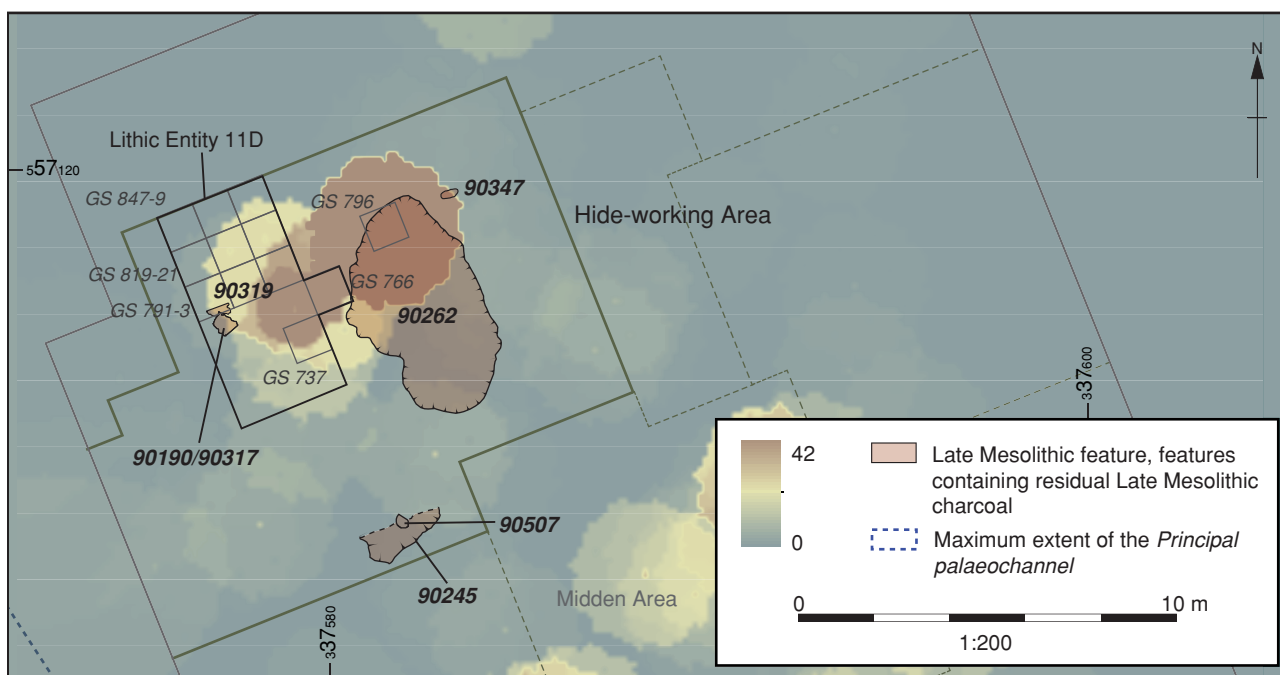 N
Lithic Entity 11D
557120
GS 847-9
GS 796
90347
Hide-working Area
GS 819-21
90319
GS 766
GS 791-3
90262
337600
GS 737
90190/90317
90507
90245
Midden Area
337580
42
0
Late Mesolithic feature, features
containing residual Late Mesolithic
charcoal
Maximum extent of the Principal
palaeochannel
0 10 m
1:200